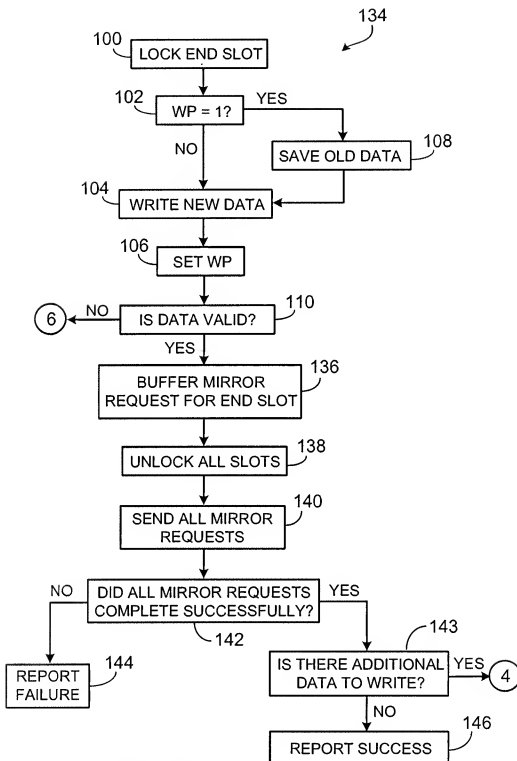 134
100
LOCK END SLOT
102
WP = 1?
YES
NO
SAVE OLD DATA
108
104
WRITE NEW DATA
106
SET WP
6
NO
IS DATA VALID?
110
YES
BUFFER MIRROR
REQUEST FOR END SLOT
136
UNLOCK ALL SLOTS
138
140
SEND ALL MIRROR
REQUESTS
NO
DID ALL MIRROR REQUESTS
COMPLETE SUCCESSFULLY?
YES
142
143
REPORT
FAILURE
144
IS THERE ADDITIONAL
DATA TO WRITE?
YES
4
NO
146
REPORT SUCCESS